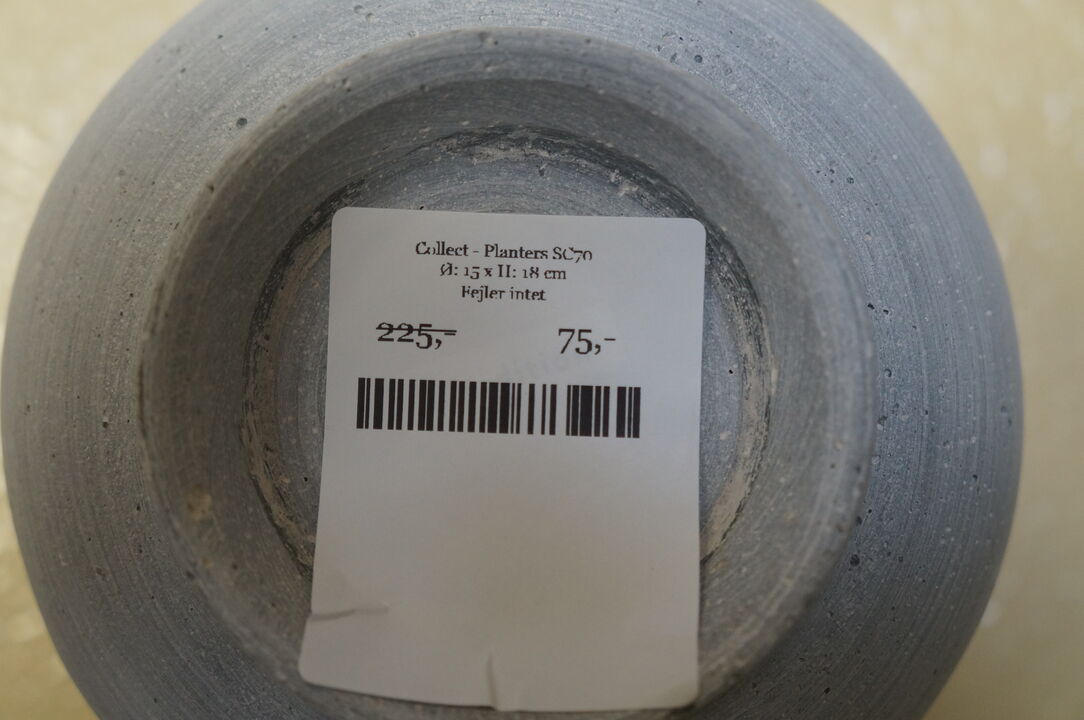 Collect - Planters SC70
Ø: 15 x H: 18 cm
Fejler intet
225,- 75,-